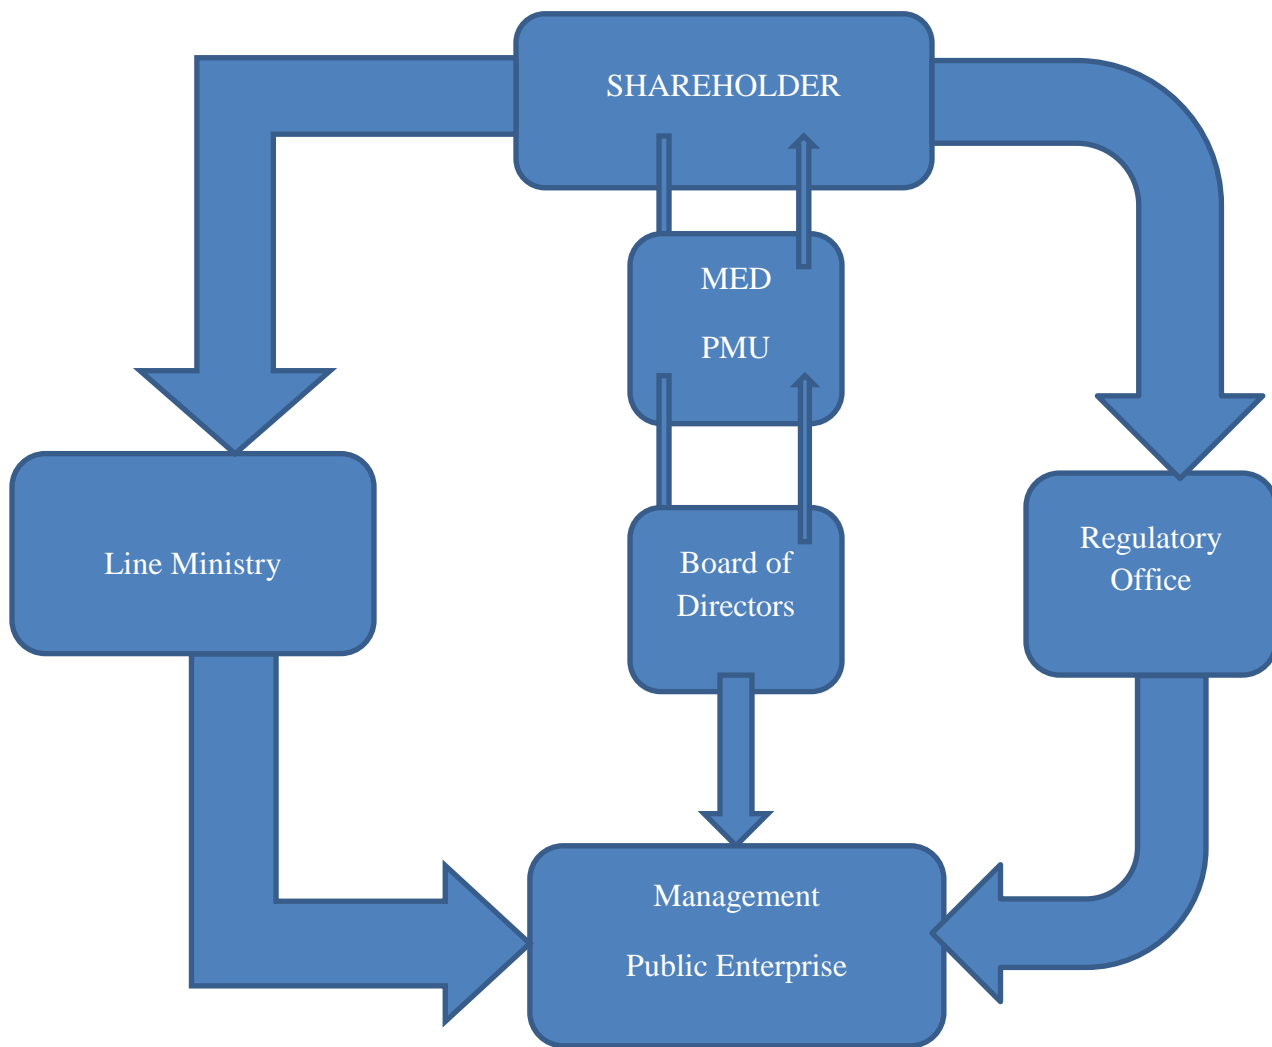 SHAREHOLDER
MED
PMU
Line Ministry
Board of
Directors
Regulatory
Office
Management
Public Enterprise